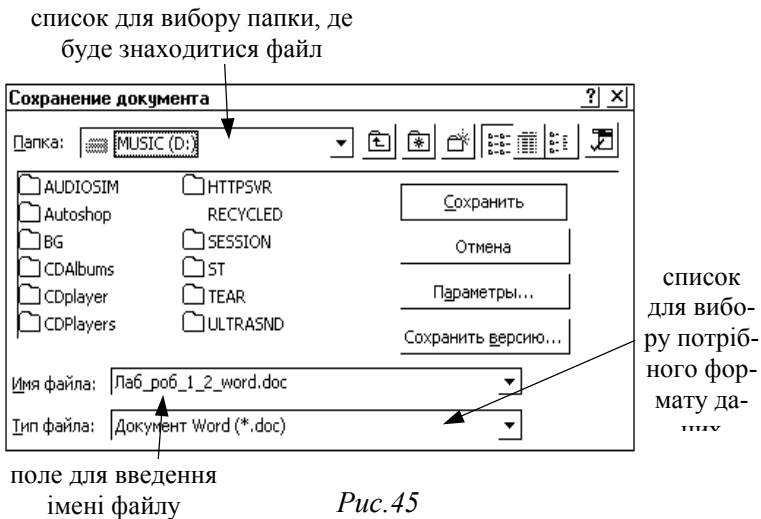 список для вибору папки, де
буде знаходитися файл
Сохранение документа
Папка: MUSIC (D:)
AUDIOSIM HTTPSVR
Autoshop RECYCLED
BG SESSION
CDAlbums ST
CDplayer TEAR
CDPlayers ULTRASND
Сохранить
Отмена
Параметры...
Сохранить версию...
Имя файла: Лаб_роб_1_2_word.doc
Тип файла: Документ Word (*.doc)
список
для вибо-
ру потріб-
ного фор-
мату да-
них
поле для введення
імені файлу
Рис.45